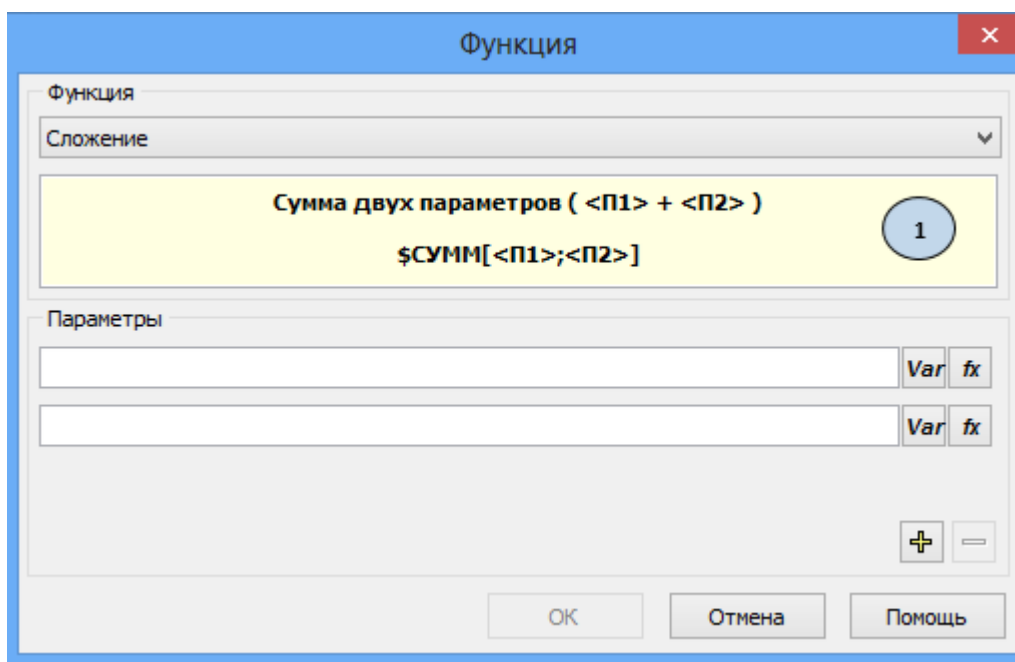 Функция
Функция
Сложение
Сумма двух параметров ( <П1> + <П2> )
1
$СУММ[<П1>;<П2>]
Параметры
Var fx
Var fx
OK Отмена Помощь